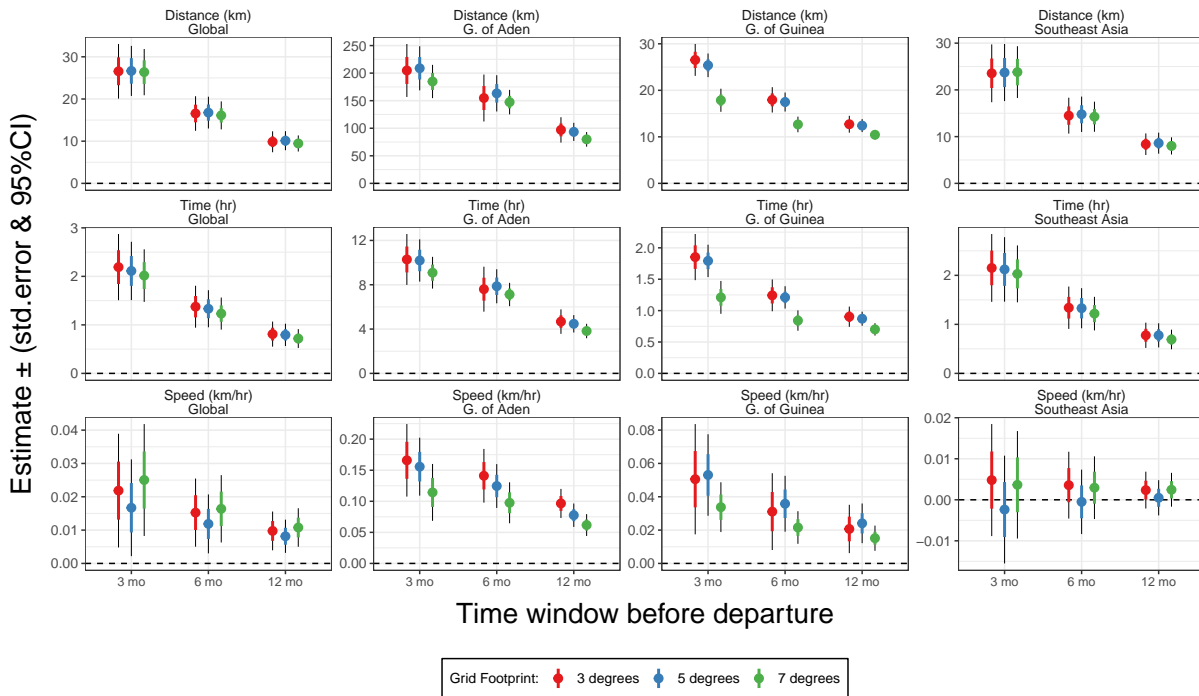 Estimate ± (std.error & 95%CI)
Distance (km)
Global
30
20
10
0
Distance (km)
G. of Aden
250
200
150
100
50
0
Distance (km)
G. of Guinea
30
20
10
0
Distance (km)
Southeast Asia
30
20
10
0
Time (hr)
Global
3
2
1
0
Time (hr)
G. of Aden
12
8
4
0
Time (hr)
G. of Guinea
2.0
1.5
1.0
0.5
0.0
Time (hr)
Southeast Asia
2
1
0
Speed (km/hr)
Global
0.04
0.03
0.02
0.01
0.00
3 mo 6 mo 12 mo
Speed (km/hr)
G. of Aden
0.20
0.15
0.10
0.05
0.00
3 mo 6 mo 12 mo
Speed (km/hr)
G. of Guinea
0.08
0.06
0.04
0.02
0.00
3 mo 6 mo 12 mo
Speed (km/hr)
Southeast Asia
0.02
0.01
0.00
−0.01
3 mo 6 mo 12 mo
Time window before departure
Grid Footprint: 3 degrees 5 degrees 7 degrees